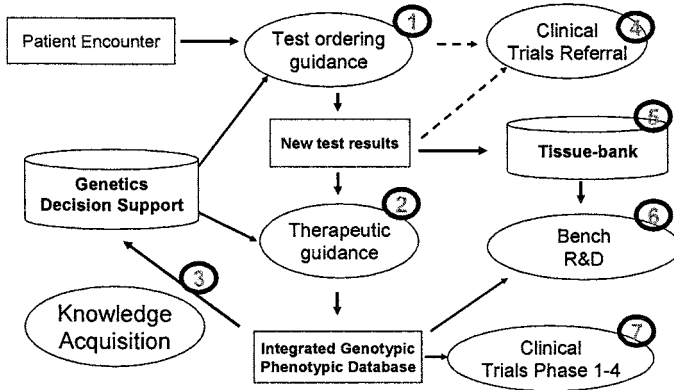 1
4
Patient Encounter
Test ordering
guidance
Clinical
Trials Referral
New test results
5
Tissue-bank
Genetics
Decision Support
2
Therapeutic
guidance
6
Bench
R&D
3
Knowledge
Acquisition
Integrated Genotypic
Phenotypic Database
7
Clinical
Trials Phase 1-4